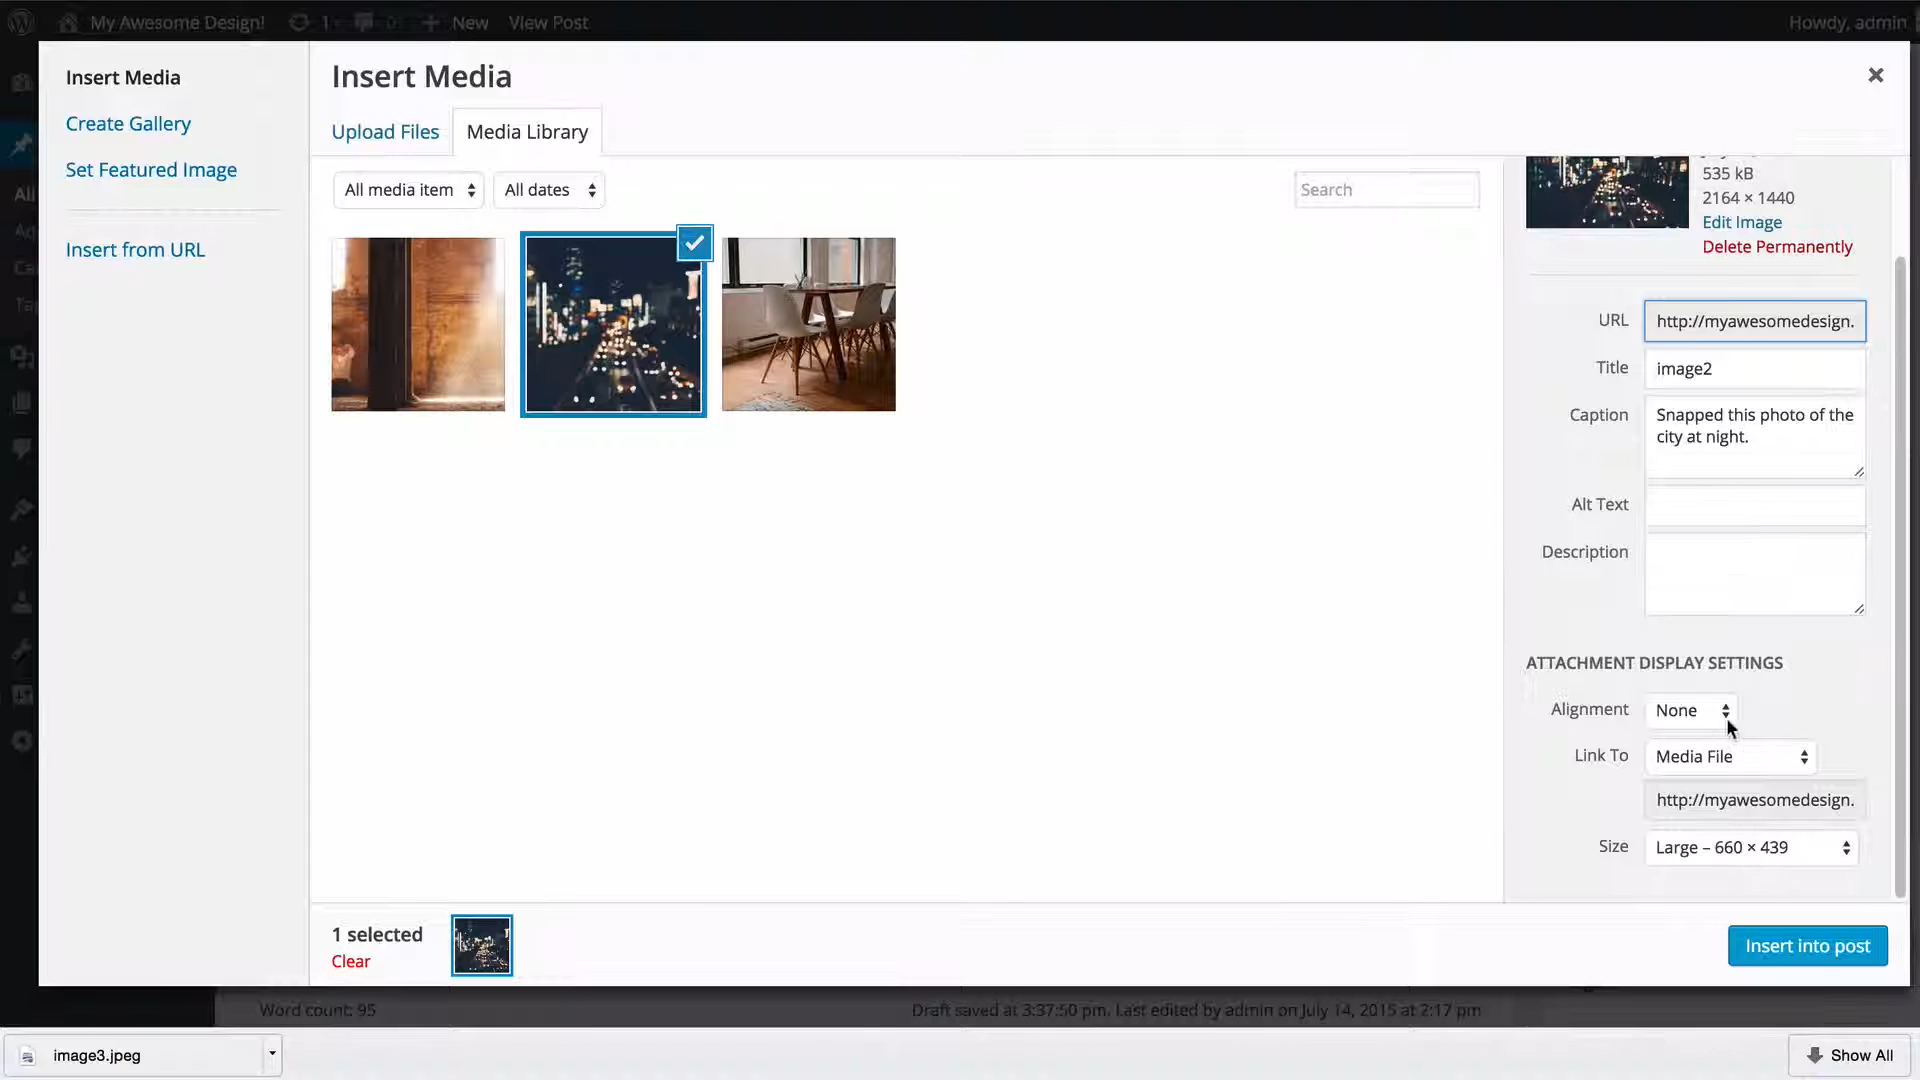 My Awesome Design!
1
0
New
View Post
Howdy, admin
Insert Media
Create Gallery
Set Featured Image
Insert from URL
Insert Media
Upload Files
Media Library
All media item
All dates
Search
535 kB
2164 × 1440
Edit Image
Delete Permanently
URL
http://myawesomedesign.
Title
image2
Caption
Snapped this photo of the
city at night.
Alt Text
Description
ATTACHMENT DISPLAY SETTINGS
Alignment
None
Link To
Media File
http://myawesomedesign.
Size
Large – 660 × 439
1 selected
Clear
Insert into post
All
Word count: 95
Draft saved at 3:37:50 pm. Last edited by admin on July 14, 2015 at 2:17 pm
image3.jpeg
Show All